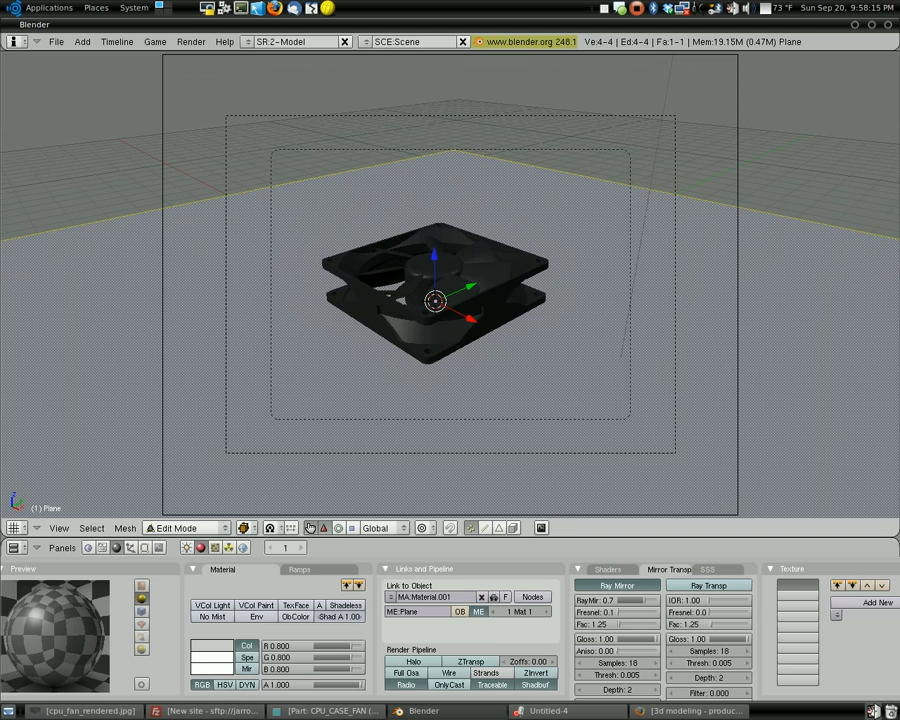 Applications Places System 73 °F Sun Sep 20, 9:58:15 PM
Blender
File Add Timeline Game Render Help SR:2-Model SCE:Scene www.blender.org 248.1 Ve:4-4 | Ed:4-4 | Fa:1-1 | Mem:19.15M (0.47M) Plane
(1) Plane
View Select Mesh Edit Mode Global
Panels 1
Preview Material Ramps Links and Pipeline Shaders Mirror Transp SSS Texture
Link to Object
VCol Light VCol Paint TexFace A Shadeless
No Mist Env ObColor Shad A 1.00
MA:Material.001 F Nodes
ME:Plane OB ME 1 Mat 1
Ray Mirror Ray Transp
RayMir: 0.7 IOR: 1.00
Fresnel: 0.1 Fresnel: 0.0
Fac: 1.25 Fac: 1.25
Add New
Col R 0.800
Spe G 0.800
Mir B 0.800
RGB HSV DYN A 1.000
Render Pipeline
Halo ZTransp Zoffs: 0.00
Full Osa Wire Strands ZInvert
Radio OnlyCast Traceable Shadbuf
Gloss: 1.00 Gloss: 1.00
Aniso: 0.00 Samples: 18
Samples: 18 Thresh: 0.005
Thresh: 0.005 Depth: 2
Depth: 2 Filter: 0.000
[cpu_fan_rendered.jpg] [New site - sftp://jarro... [Part: CPU_CASE_FAN (... Blender Untitled-4 [3d modeling - produc...